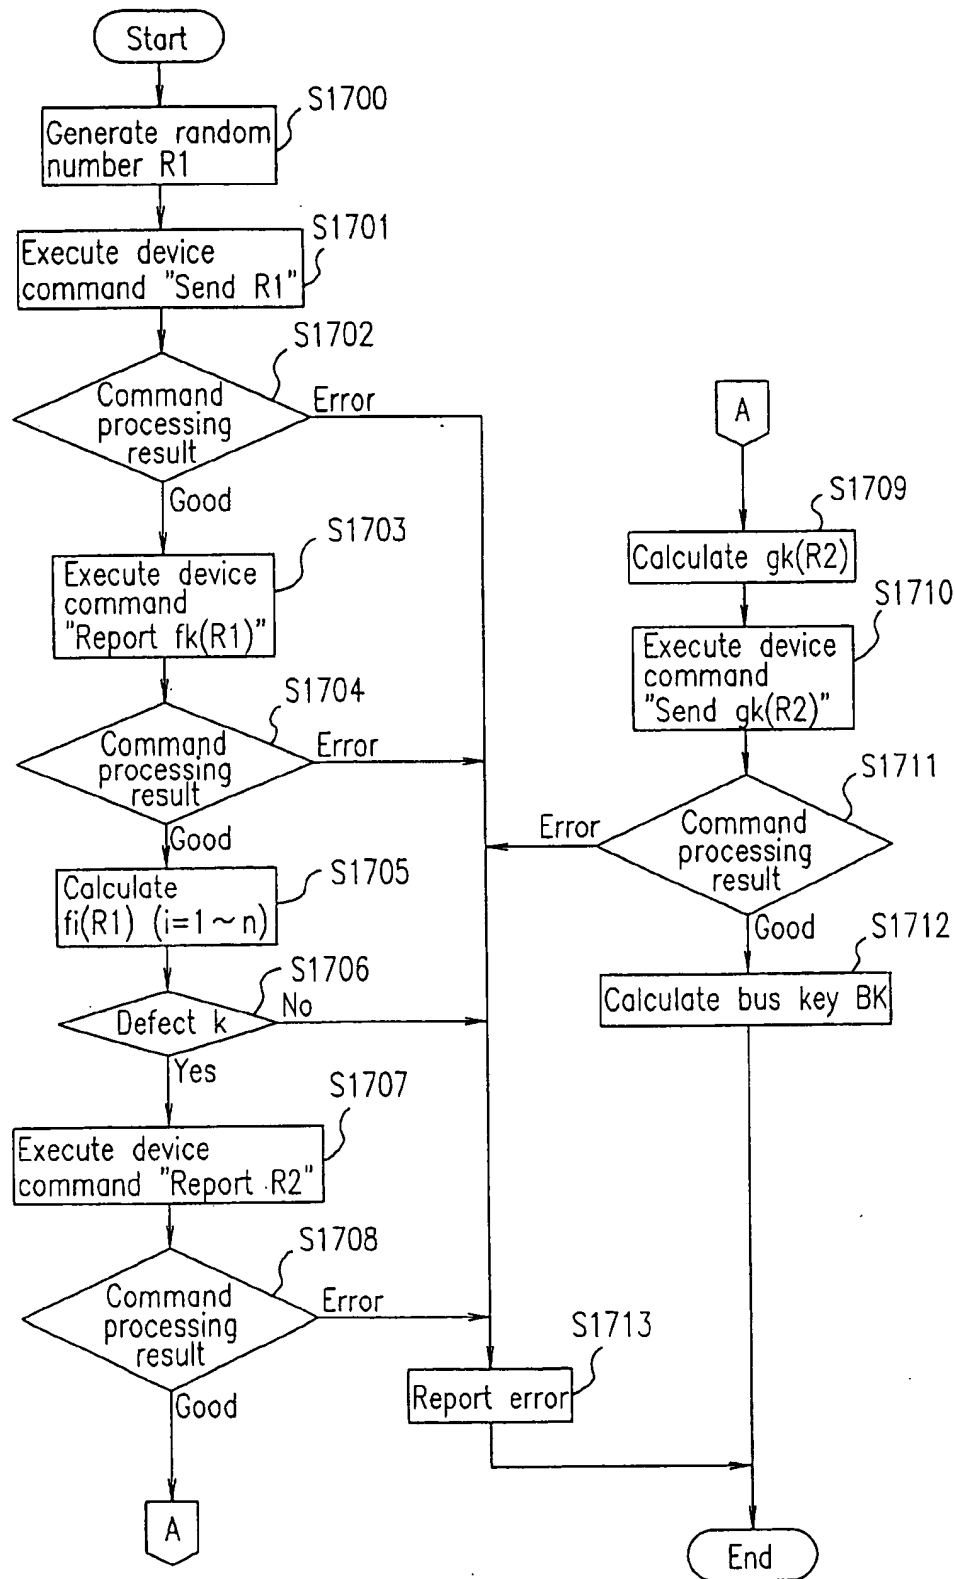 Start
S1700
Generate random
number R1
S1701
Execute device
command "Send R1"
S1702
Command
processing
result
Error
Good
S1703
Execute device
command
"Report fk(R1)"
S1704
Command
processing
result
Error
Good
S1705
Calculate
fi(R1) (i=1~n)
S1706
Defect k
No
Yes
S1707
Execute device
command "Report R2"
S1708
Command
processing
result
Error
Good
A
A
S1709
Calculate gk(R2)
S1710
Execute device
command
"Send gk(R2)"
S1711
Command
processing
result
Error
Good
S1712
Calculate bus key BK
S1713
Report error
End